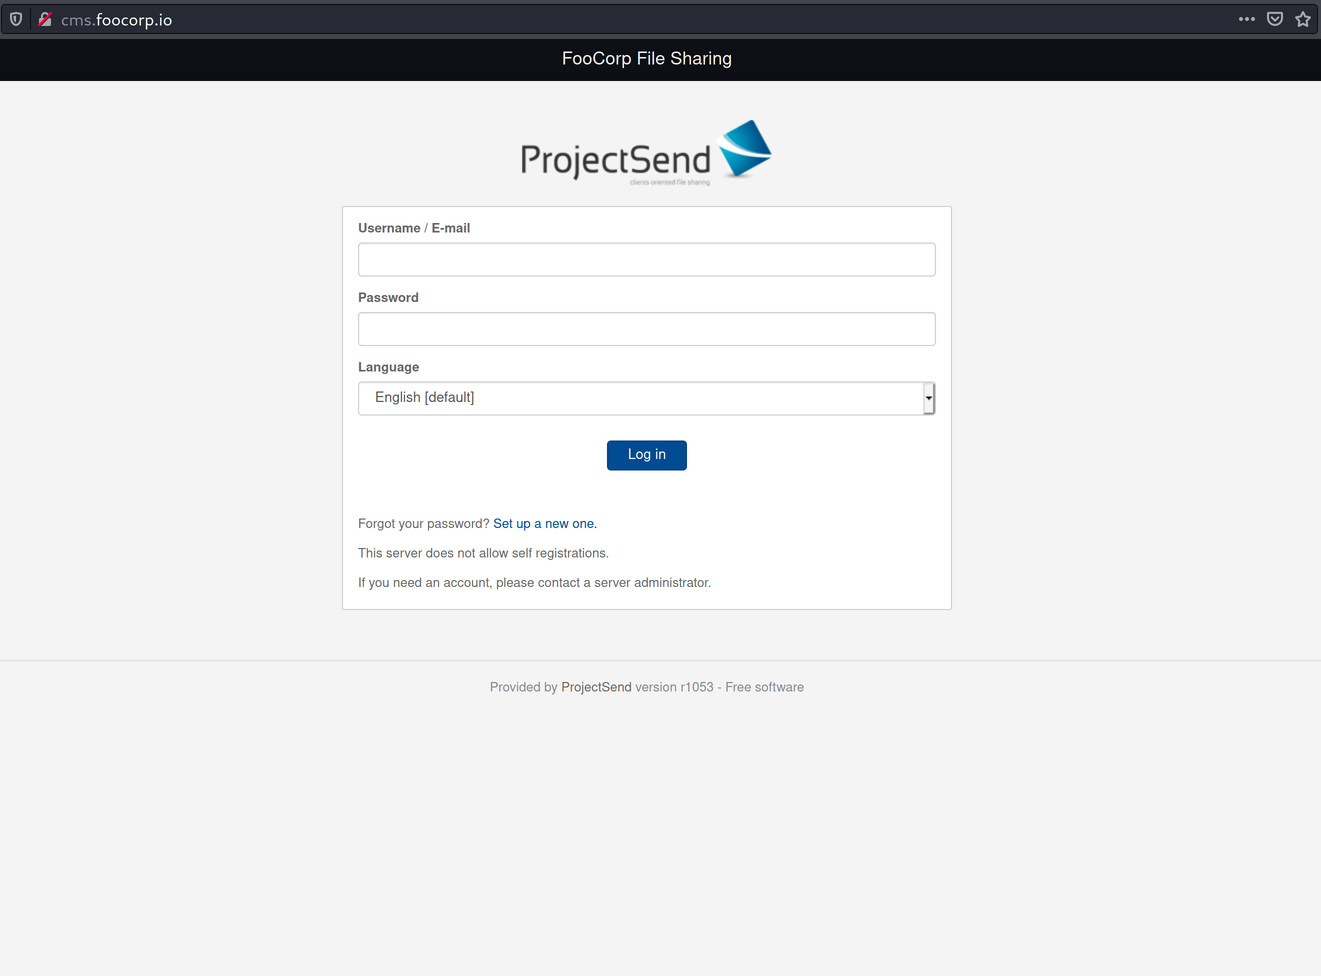 cms.foocorp.io
FooCorp File Sharing
ProjectSend
clients oriented file sharing
Username / E-mail
Password
Language
English [default]
Log in
Forgot your password? Set up a new one.
This server does not allow self registrations.
If you need an account, please contact a server administrator.
Provided by ProjectSend version r1053 - Free software